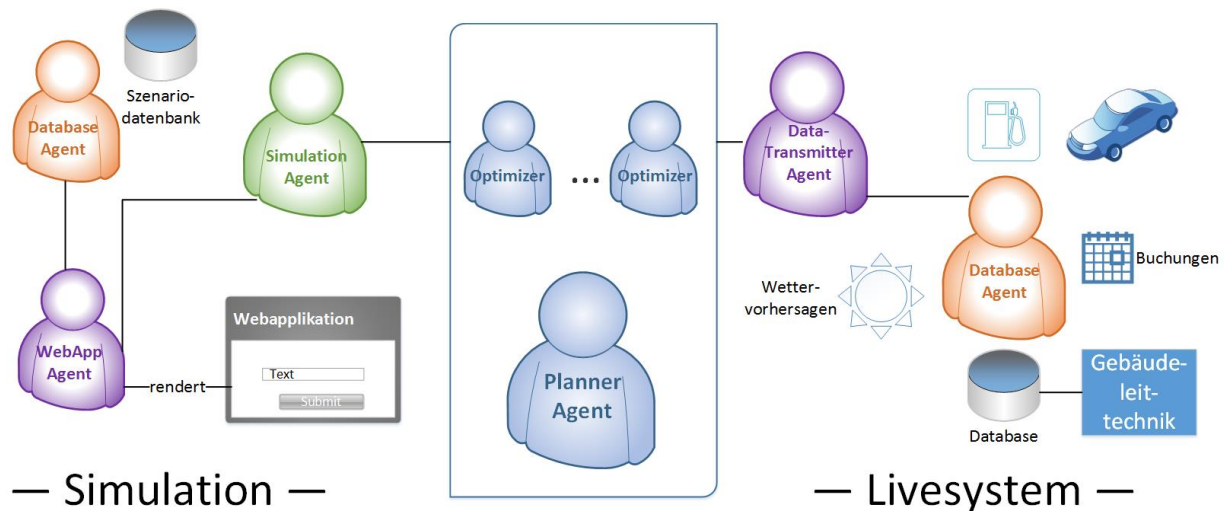 Szenario-
datenbank
Database
Agent
Simulation
Agent
WebApp
Agent
rendert
Webapplikation
Text
Submit
Optimizer
...
Optimizer
Planner
Agent
Data-
Transmitter
Agent
Database
Agent
Buchungen
Wetter-
vorhersagen
Database
Gebäude-
leit-
technik
— Simulation —
— Livesystem —